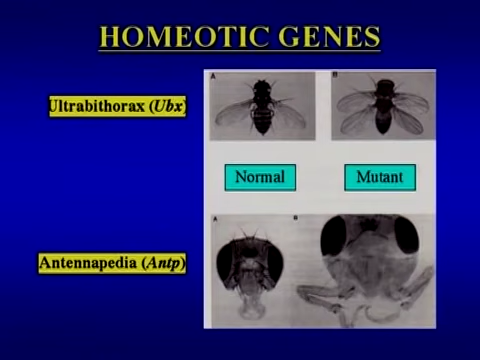 HOMEOTIC GENES
A B
Ultrabithorax (Ubx)
Normal Mutant
A B
Antennapedia (Antp)